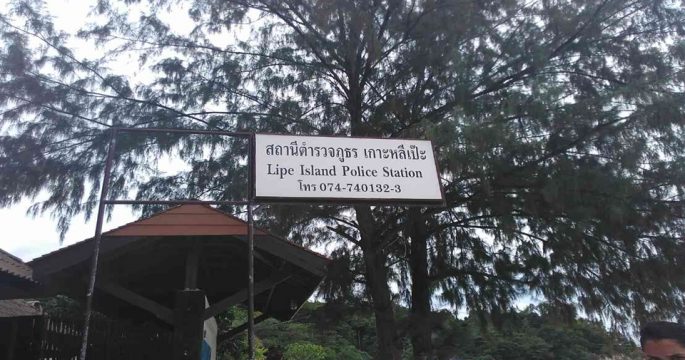 สถานีตำรวจภูธร เกาะหลีเป๊ะ
Lipe Island Police Station
โทร 074-740132-3